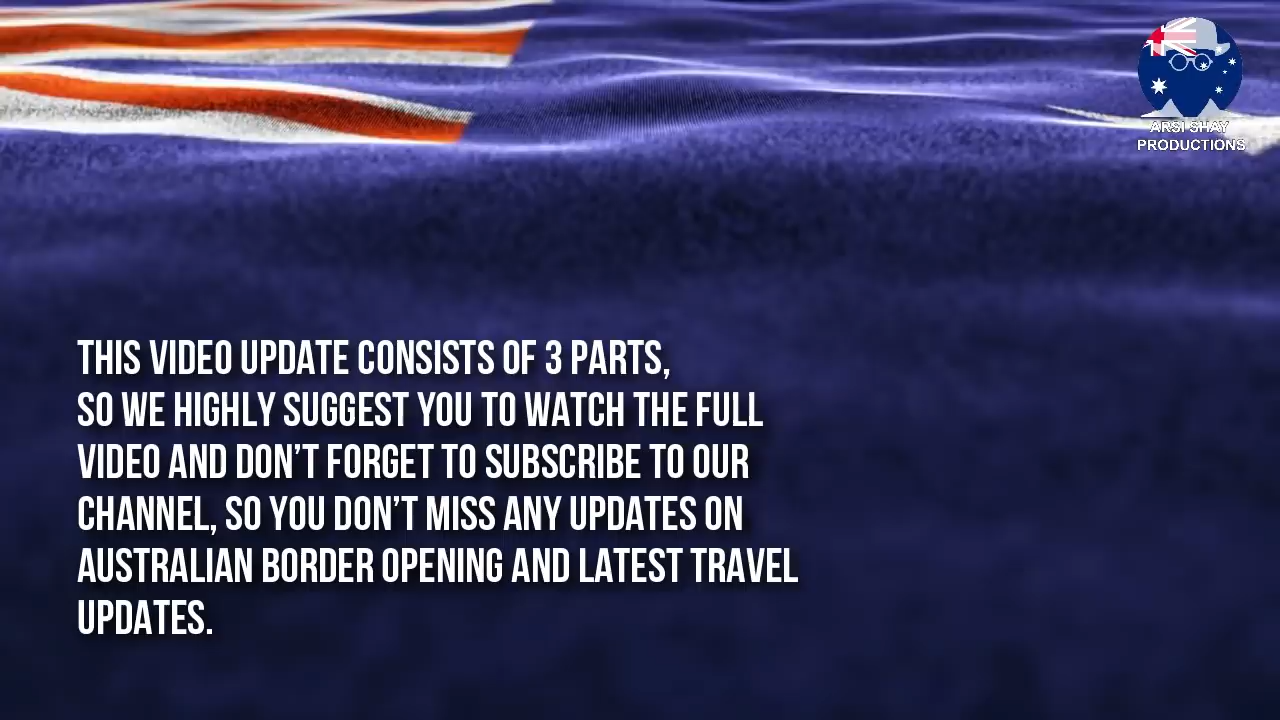 ARSI SHAY
PRODUCTIONS
THIS VIDEO UPDATE CONSISTS OF 3 PARTS,
SO WE HIGHLY SUGGEST YOU TO WATCH THE FULL
VIDEO AND DON'T FORGET TO SUBSCRIBE TO OUR
CHANNEL, SO YOU DON'T MISS ANY UPDATES ON
AUSTRALIAN BORDER OPENING AND LATEST TRAVEL
UPDATES.